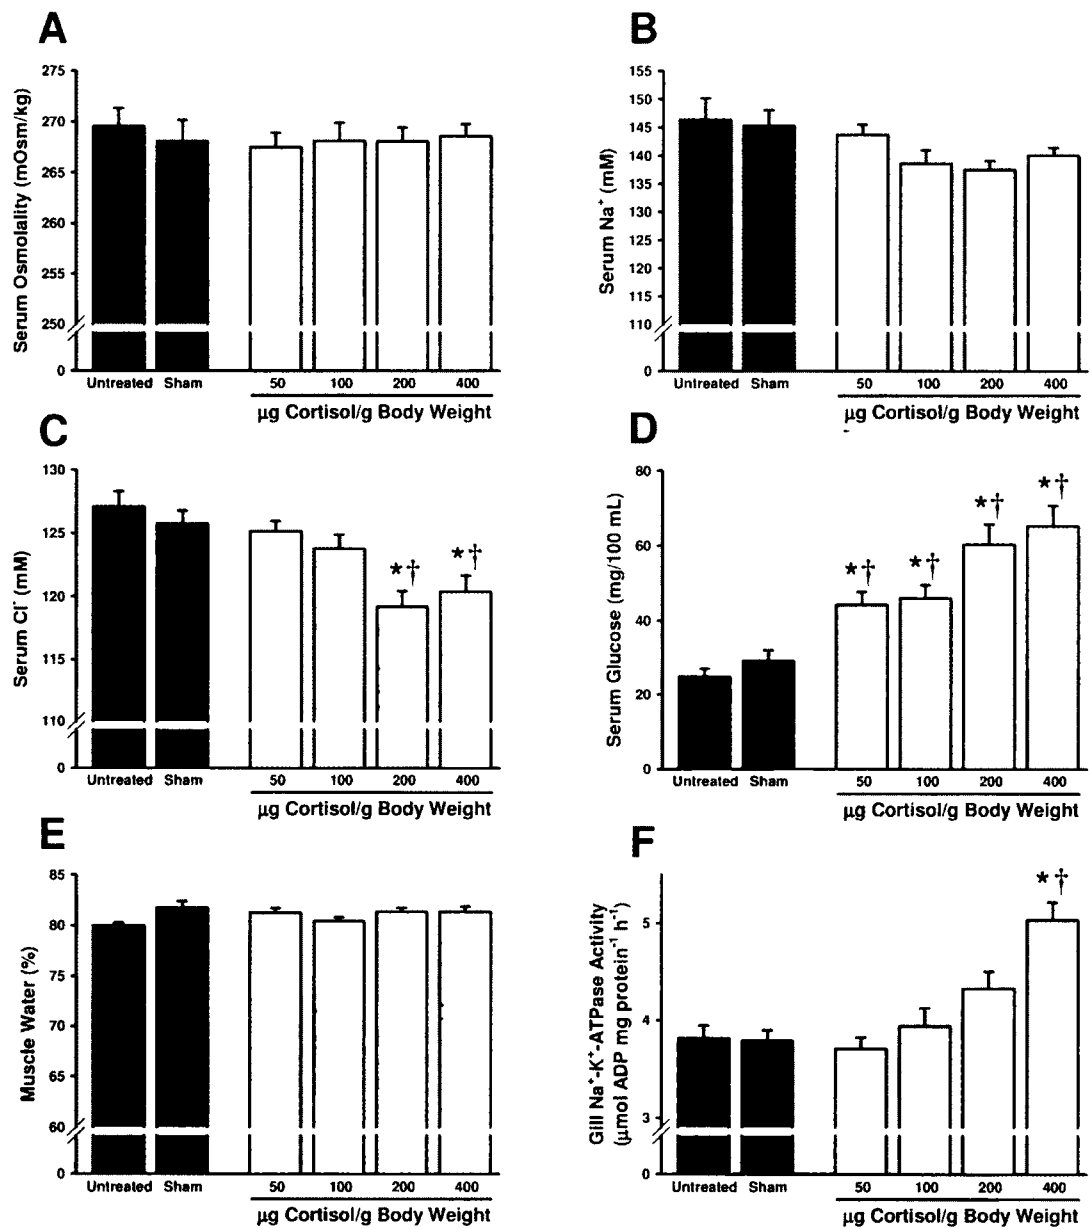 A
Serum Osmolality (mOsm/kg)
275
270
265
260
255
250
0
Untreated Sham 50 100 200 400
μg Cortisol/g Body Weight
B
Serum Na⁺ (mM)
155
150
145
140
135
130
125
120
115
110
0
Untreated Sham 50 100 200 400
μg Cortisol/g Body Weight
C
Serum Cl⁻ (mM)
130
125
120
115
110
0
*† *†
Untreated Sham 50 100 200 400
μg Cortisol/g Body Weight
D
Serum Glucose (mg/100 mL)
80
60
40
20
0
*† *† *† *†
Untreated Sham 50 100 200 400
μg Cortisol/g Body Weight
E
Muscle Water (%)
85
80
75
70
65
60
0
Untreated Sham 50 100 200 400
μg Cortisol/g Body Weight
F
Gill Na⁺-K⁺-ATPase Activity
(μmol ADP mg protein⁻¹ h⁻¹)
5
4
3
0
*†
Untreated Sham 50 100 200 400
μg Cortisol/g Body Weight